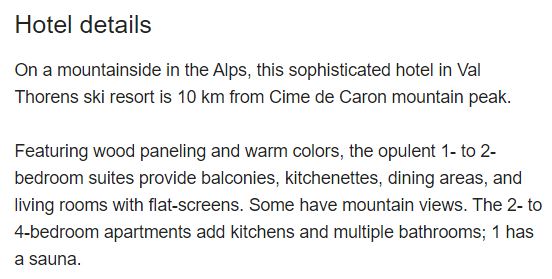 Hotel details
On a mountainside in the Alps, this sophisticated hotel in Val
Thorens ski resort is 10 km from Cime de Caron mountain peak.
Featuring wood paneling and warm colors, the opulent 1- to 2-
bedroom suites provide balconies, kitchenettes, dining areas, and
living rooms with flat-screens. Some have mountain views. The 2- to
4-bedroom apartments add kitchens and multiple bathrooms; 1 has
a sauna.